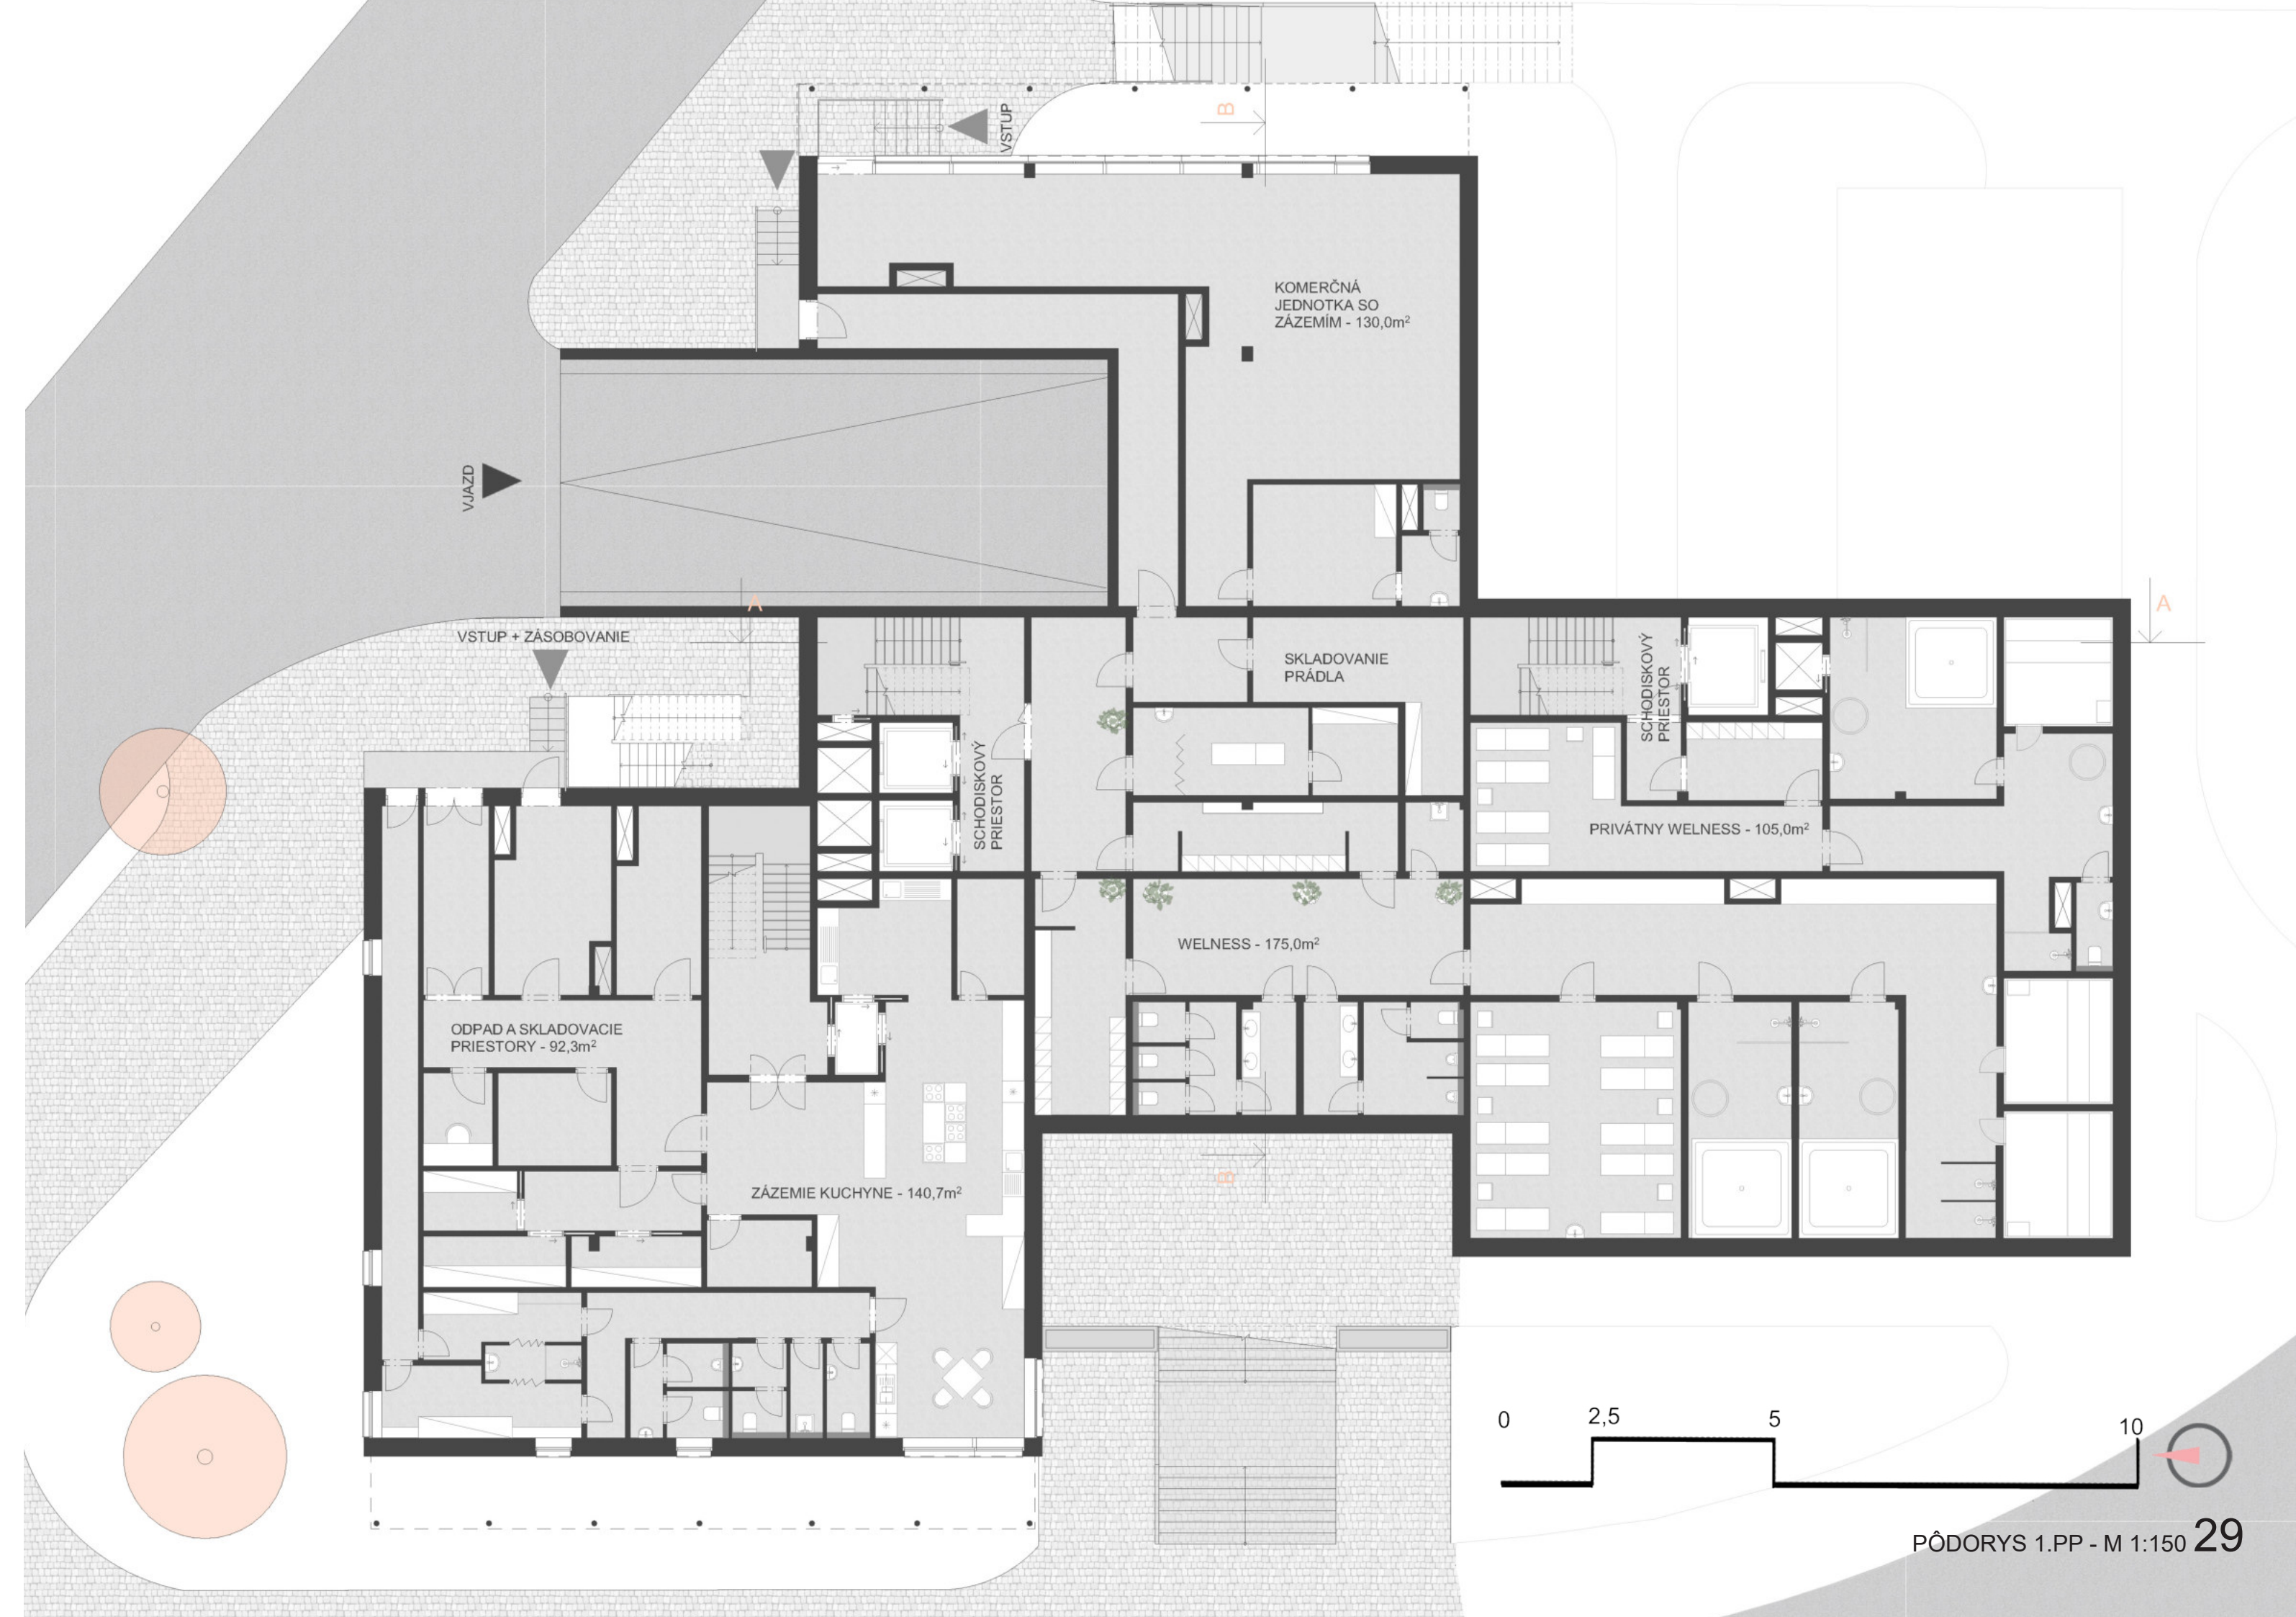 VSTUP
B
KOMERČNÁ
JEDNOTKA SO
ZÁZEMÍM - 130,0m²
VJAZD
A
A
VSTUP + ZÁSOBOVANIE
SKLADOVANIE
PRÁDLA
SCHODISKOVÝ
PRIESTOR
SCHODISKOVÝ
PRIESTOR
PRIVÁTNY WELNESS - 105,0m²
WELNESS - 175,0m²
ODPAD A SKLADOVACIE
PRIESTORY - 92,3m²
B
ZÁZEMIE KUCHYNE - 140,7m²
0 2,5 5 10
PÔDORYS 1.PP - M 1:150 29